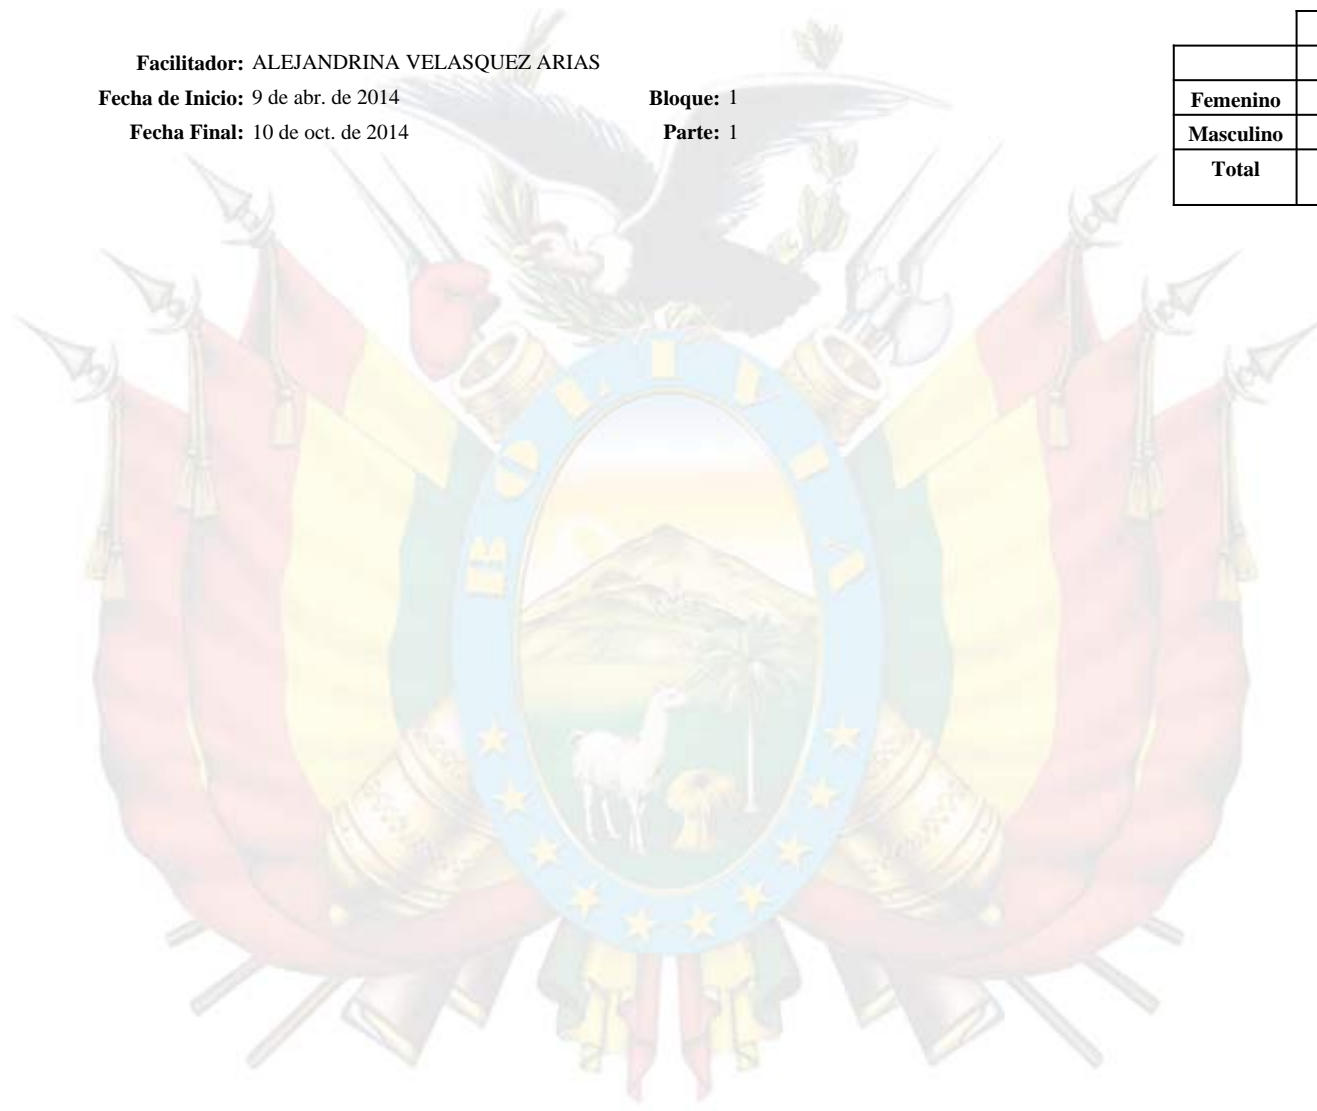 Facilitador: ALEJANDRINA VELASQUEZ ARIAS
Fecha de Inicio: 9 de abr. de 2014 Bloque: 1
Fecha Final: 10 de oct. de 2014 Parte: 1
Femenino
Masculino
Total
BOLIVIA